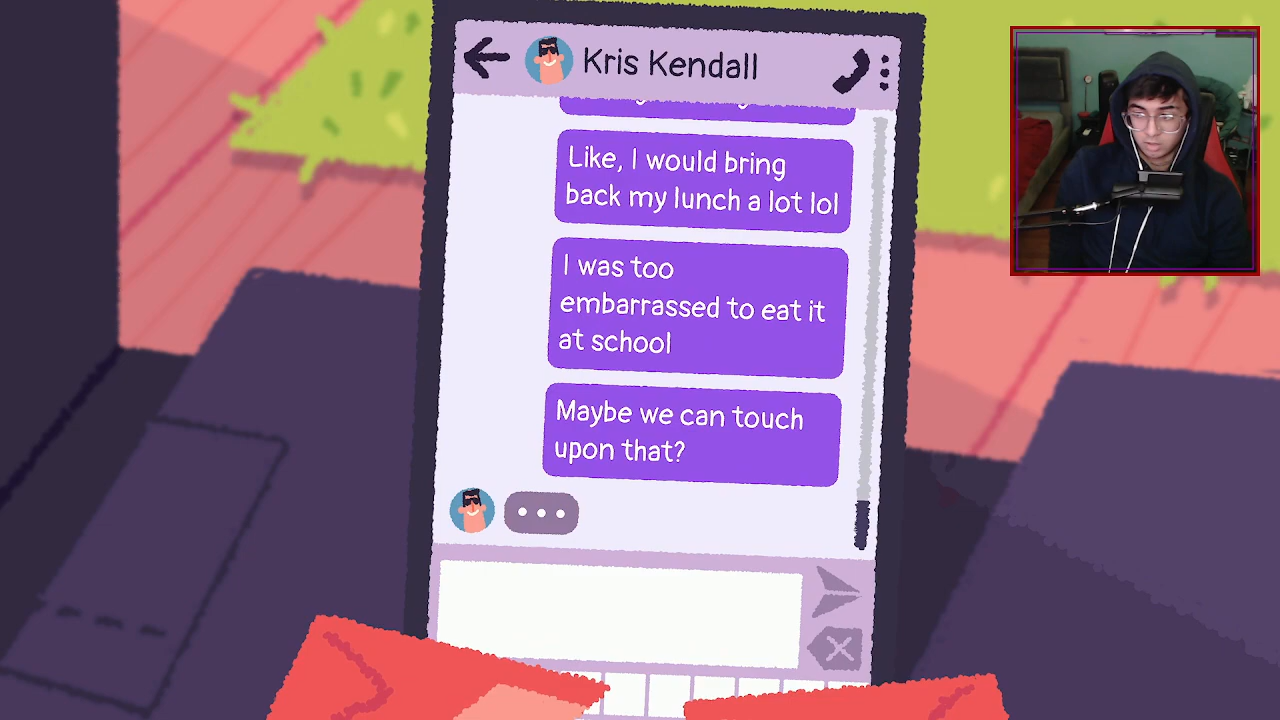 Kris Kendall
Like, I would bring
back my lunch a lot lol
I was too
embarrassed to eat it
at school
Maybe we can touch
upon that?